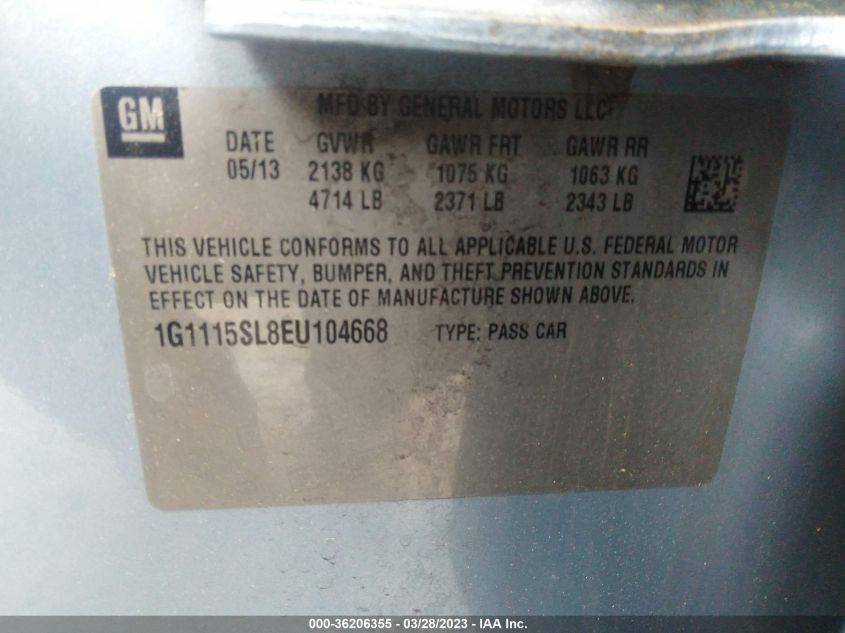 GM
MFD BY GENERAL MOTORS LLC
DATE GVWR GAWR FRT GAWR RR
05/13 2138 KG 1075 KG 1063 KG
4714 LB 2371 LB 2343 LB
THIS VEHICLE CONFORMS TO ALL APPLICABLE U.S. FEDERAL MOTOR
VEHICLE SAFETY, BUMPER, AND THEFT PREVENTION STANDARDS IN
EFFECT ON THE DATE OF MANUFACTURE SHOWN ABOVE.
1G1115SL8EU104668 TYPE: PASS CAR
000-36206355 - 03/28/2023 - IAA Inc.